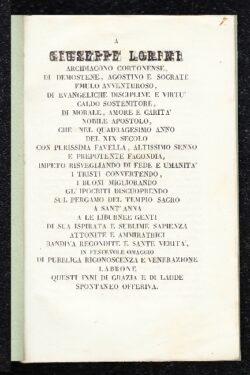 A
GIUSEPPE LORINI
ARCIDIACONO CORTONENSE,
DI DEMOSTENE, AGOSTINO E SOCRATE
EMULO AVVENTUROSO,
DI EVANGELICHE DISCIPLINE E VIRTU'
CALDO SOSTENITORE,
DI MORALE, AMORE E CARITA'
NOBILE APOSTOLO,
CHE NEL QUADRAGESIMO ANNO
DEL XIX SECOLO
CON PURISSIMA FAVELLA, ALTISSIMO SENNO
E PREPOTENTE FACONDIA,
IMPETO RISVEGLIANDO DI FEDE E UMANITA'
I TRISTI CONVERTENDO,
I BUONI MIGLIORANDO
GL'IPOCRITI DISCUOPRENDO
SUL PERGAMO DEL TEMPIO SACRO
A SANT'ANNA
A LE LIBURNEE GENTI
DI SUA ISPIRATA E SUBLIME SAPIENZA
ATTONITE E AMMIRATRICI
BANDIVA RECONDITE E SANTE VERITA',
IN FESTEVOLE OMAGGIO
DI PUBBLICA RICONOSCENZA E VENERAZIONE
LABRONE
QUESTI INNI DI GRAZIA E DI LAUDE
SPONTANEO OFFERIVA.